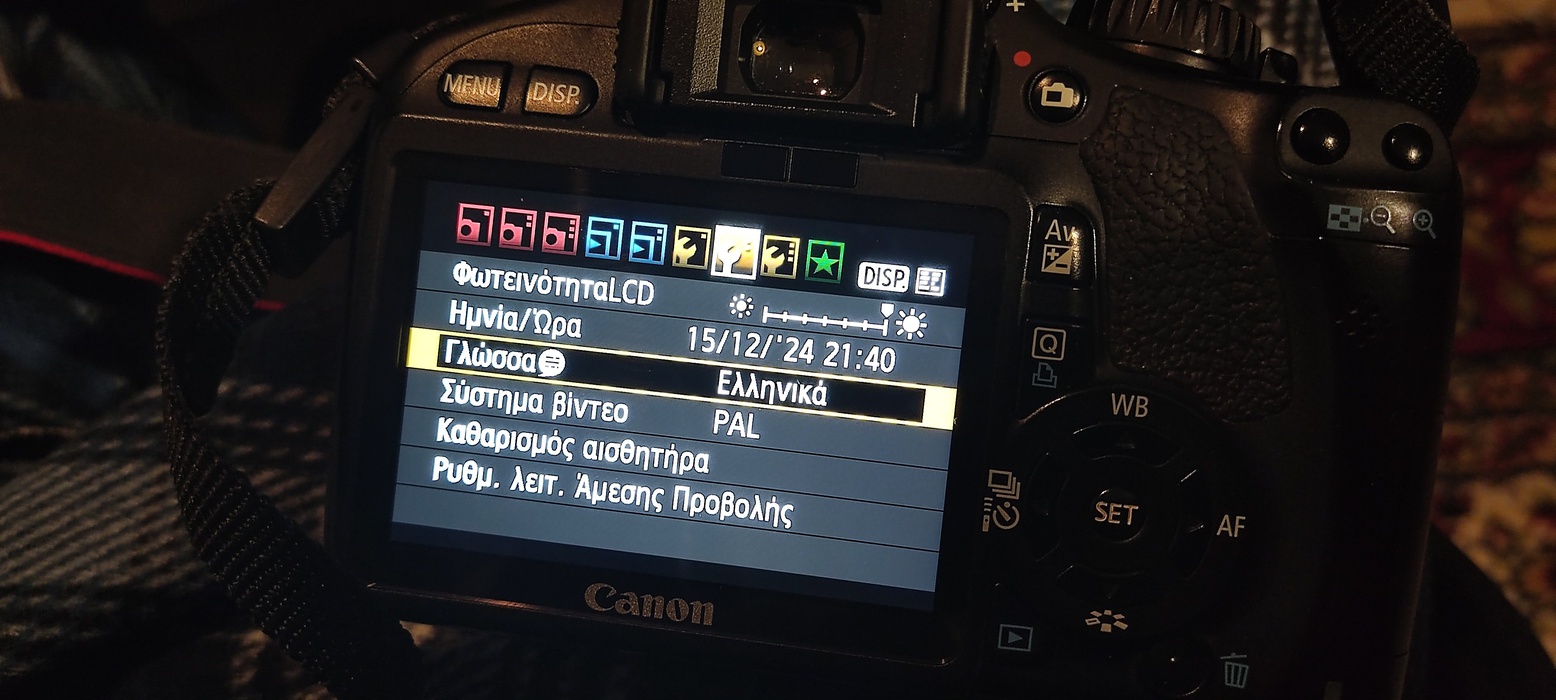 MENU DISP.
DISP.
ΦωτεινότηταLCD
Ημνία/Ώρα 15/12/'24 21:40
Γλώσσα Ελληνικά
Σύστημα βίντεο PAL
Καθαρισμός αισθητήρα
Ρυθμ. λειτ. Άμεσης Προβολής
Canon
Av
Q
WB
SET
AF